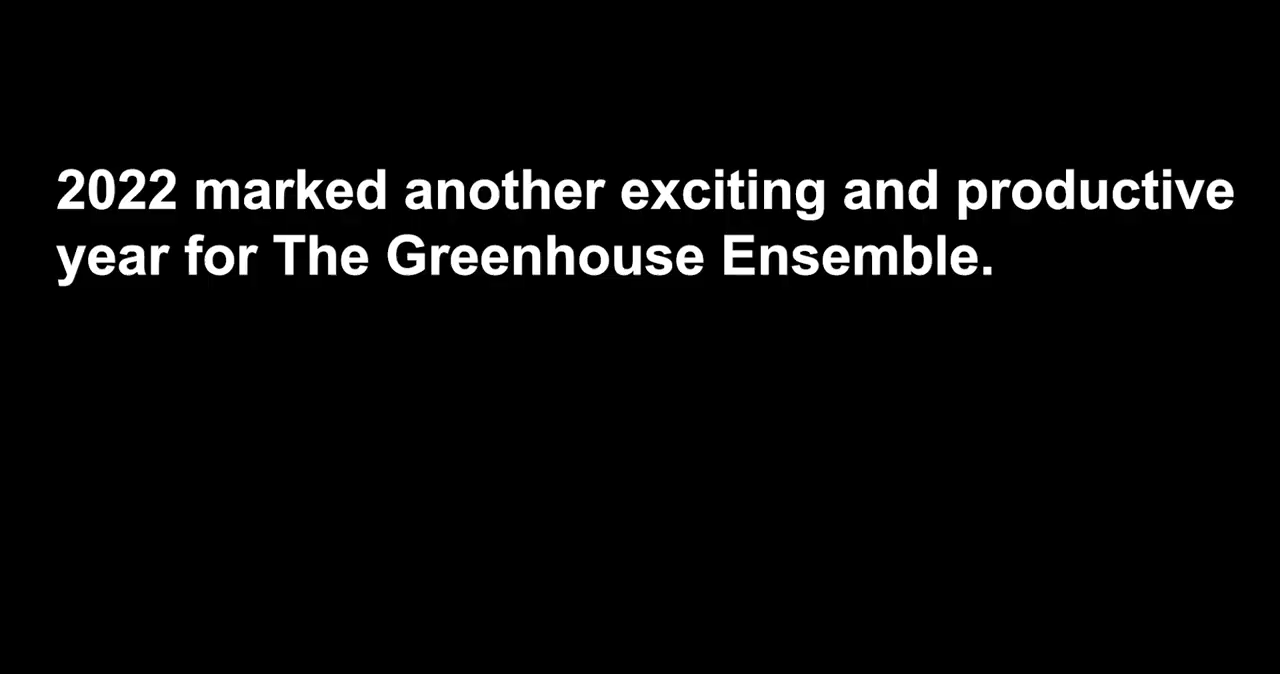 2022 marked another exciting and productive
year for The Greenhouse Ensemble.